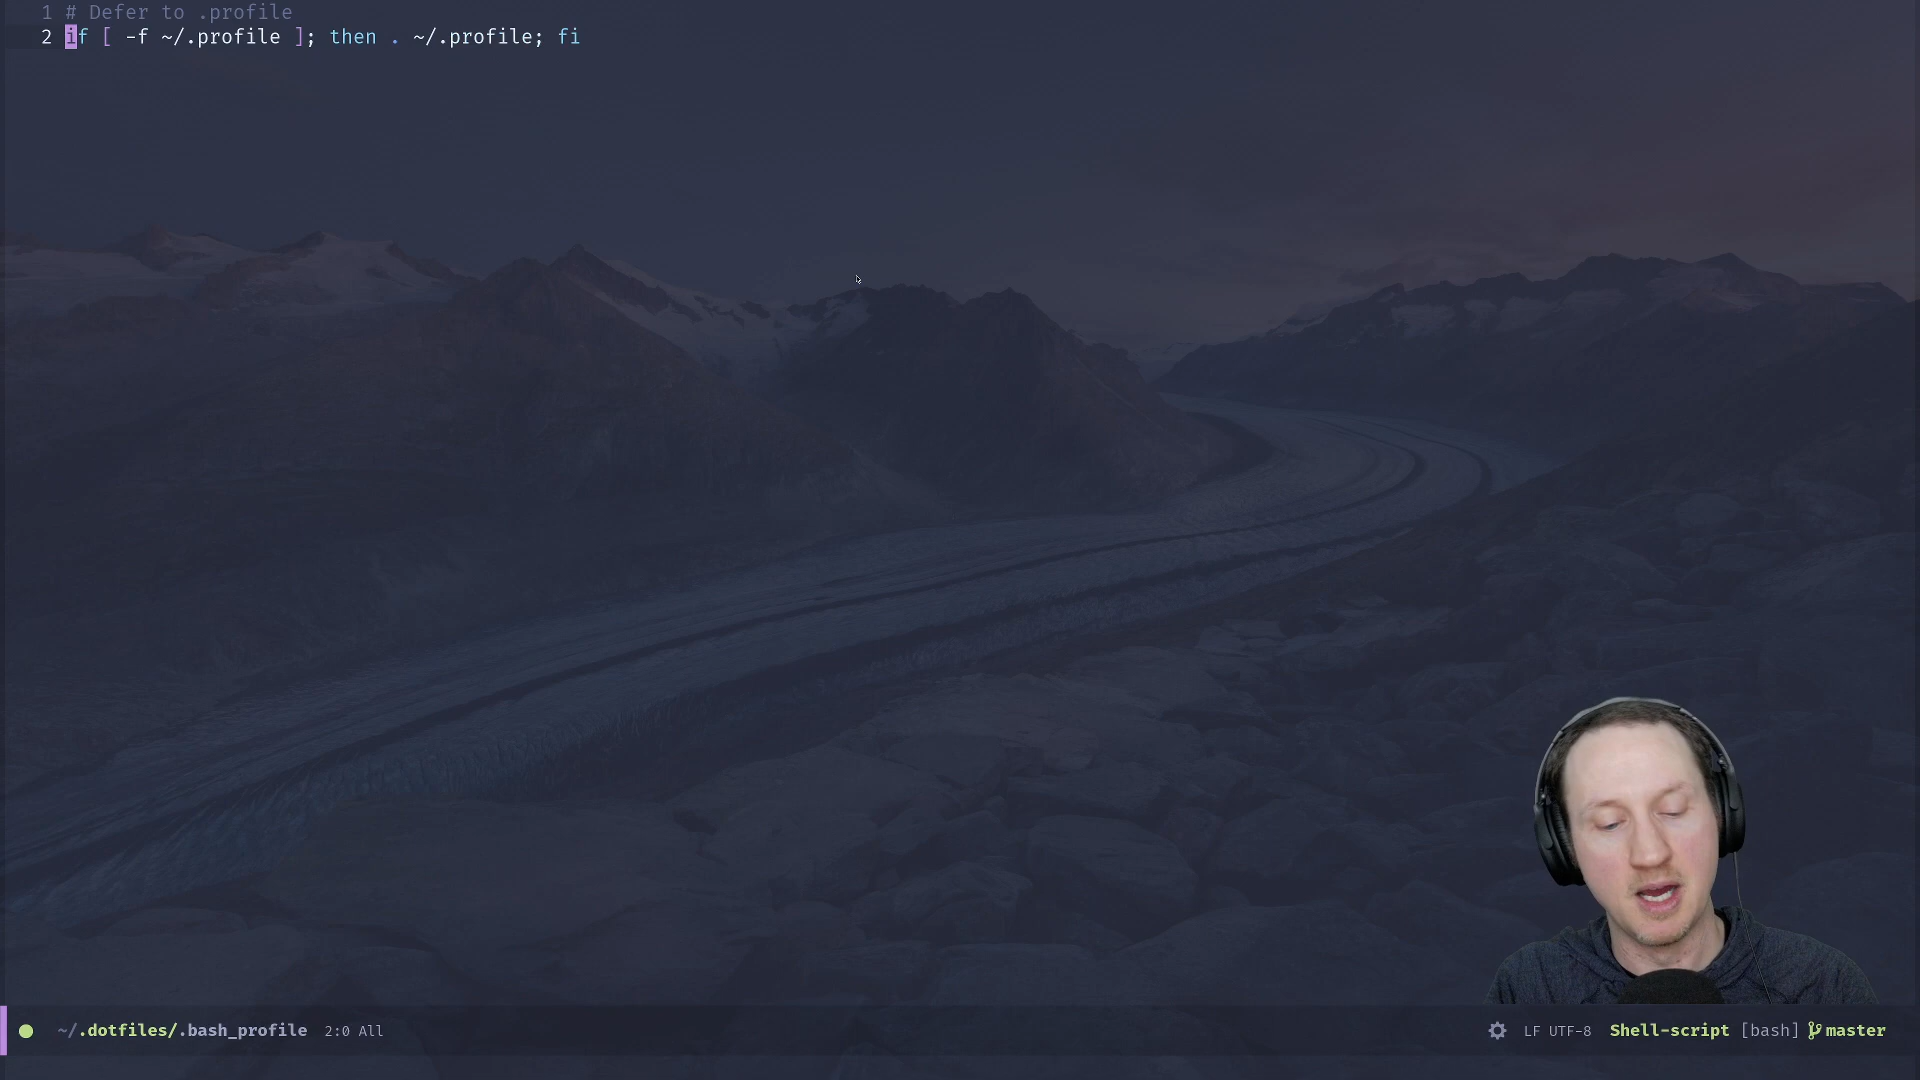 1 # Defer to .profile
2 if [ -f ~/.profile ]; then . ~/.profile; fi
~/.dotfiles/.bash_profile 2:0 All LF UTF-8 Shell-script [bash] master